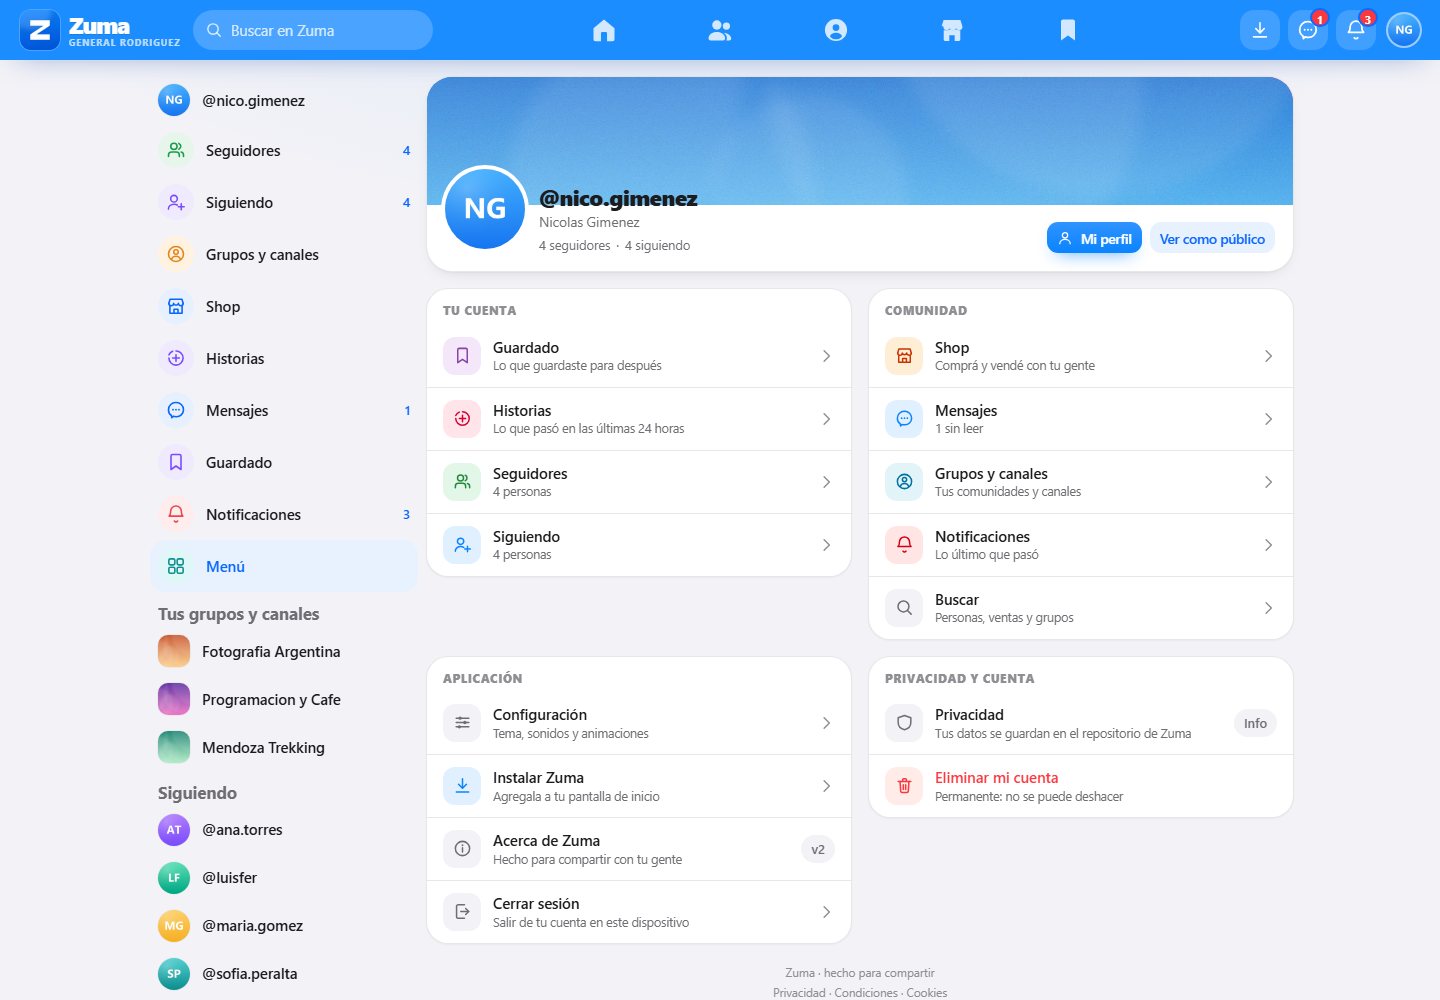 Zuma
GENERAL RODRIGUEZ
Buscar en Zuma
1
3
NG
NG
@nico.gimenez
Seguidores
4
Siguiendo
4
Grupos y canales
Shop
Historias
Mensajes
1
Guardado
Notificaciones
3
Menú
Tus grupos y canales
Fotografia Argentina
Programacion y Cafe
Mendoza Trekking
Siguiendo
AT
@ana.torres
LF
@luisfer
MG
@maria.gomez
SP
@sofia.peralta
NG
@nico.gimenez
Nicolas Gimenez
4 seguidores · 4 siguiendo
Mi perfil
Ver como público
TU CUENTA
Guardado
Lo que guardaste para después
Historias
Lo que pasó en las últimas 24 horas
Seguidores
4 personas
Siguiendo
4 personas
COMUNIDAD
Shop
Comprá y vendé con tu gente
Mensajes
1 sin leer
Grupos y canales
Tus comunidades y canales
Notificaciones
Lo último que pasó
Buscar
Personas, ventas y grupos
APLICACIÓN
Configuración
Tema, sonidos y animaciones
Instalar Zuma
Agregala a tu pantalla de inicio
Acerca de Zuma
Hecho para compartir con tu gente
v2
Cerrar sesión
Salir de tu cuenta en este dispositivo
PRIVACIDAD Y CUENTA
Privacidad
Tus datos se guardan en el repositorio de Zuma
Info
Eliminar mi cuenta
Permanente: no se puede deshacer
Zuma · hecho para compartir
Privacidad · Condiciones · Cookies